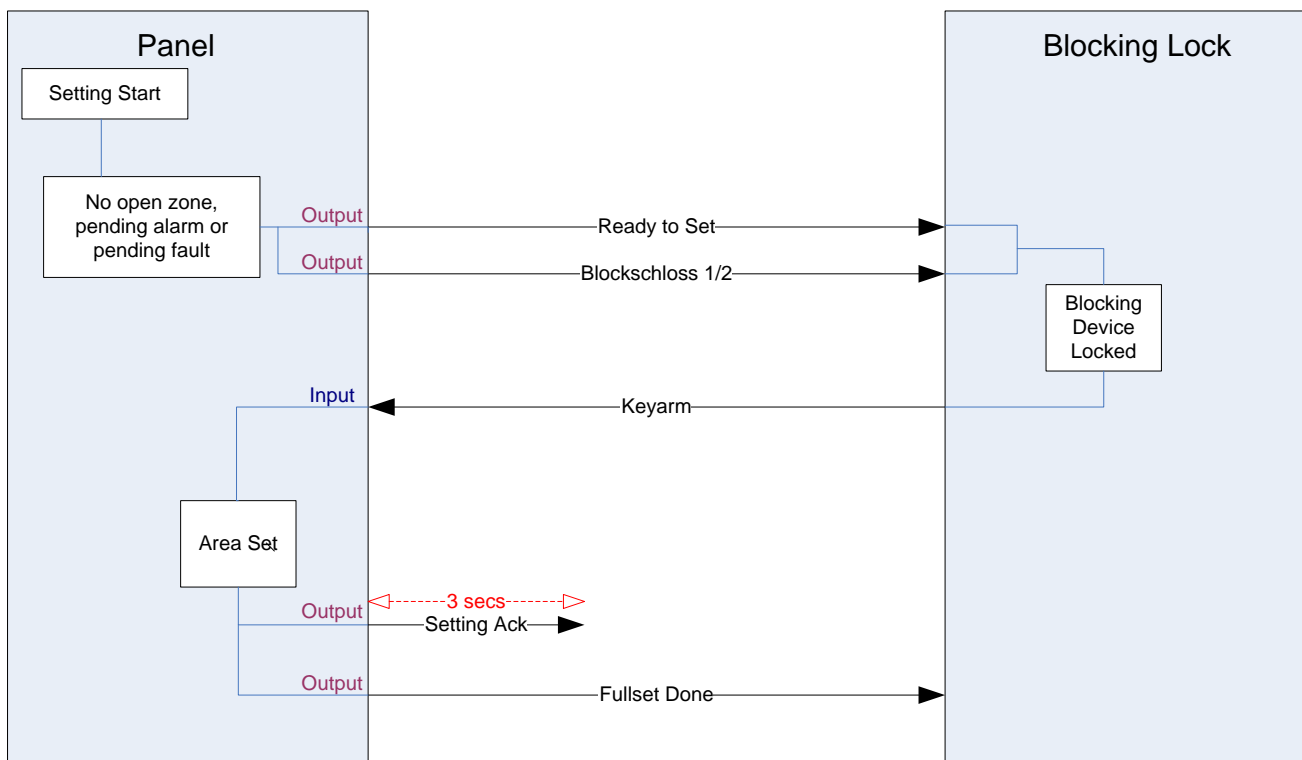 Panel
Blocking Lock
Setting Start
No open zone,
pending alarm or
pending fault
Output
Ready to Set
Output
Blockschloss 1/2
Blocking
Device
Locked
Input
Keyarm
Area Set
3 secs
Output
Setting Ack
Output
Fullset Done